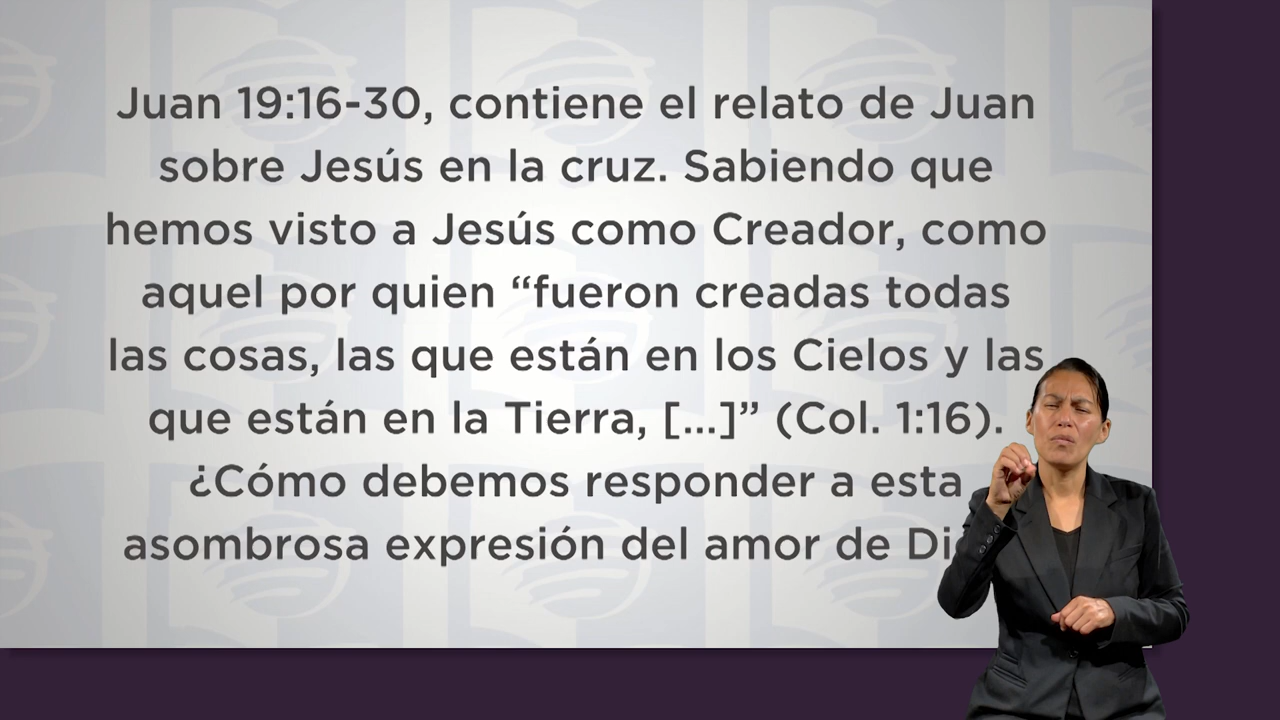 Juan 19:16-30, contiene el relato de Juan
sobre Jesús en la cruz. Sabiendo que
hemos visto a Jesús como Creador, como
aquel por quien “fueron creadas todas
las cosas, las que están en los Cielos y las
que están en la Tierra, [...]” (Col. 1:16).
¿Cómo debemos responder a esta
asombrosa expresión del amor de